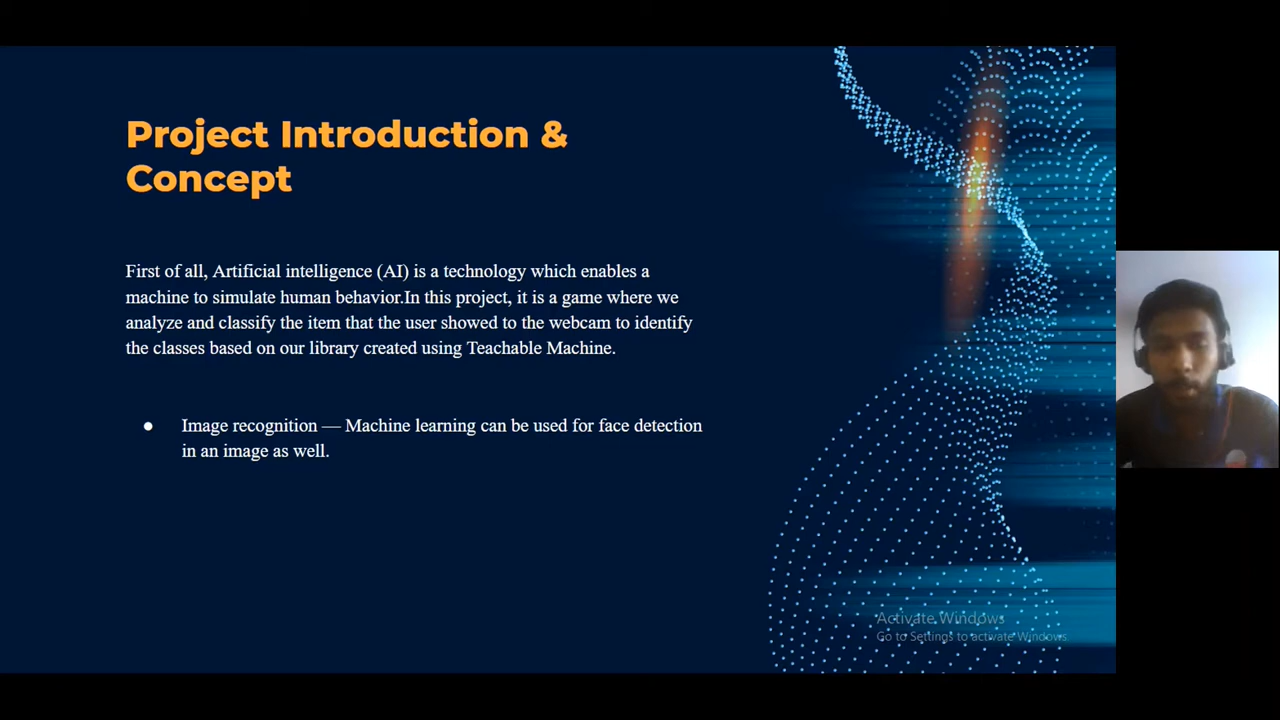 Project Introduction &
Concept
First of all, Artificial intelligence (AI) is a technology which enables a
machine to simulate human behavior.In this project, it is a game where we
analyze and classify the item that the user showed to the webcam to identify
the classes based on our library created using Teachable Machine.
● Image recognition — Machine learning can be used for face detection
in an image as well.
Activate Windows
Go to Settings to activate Windows.